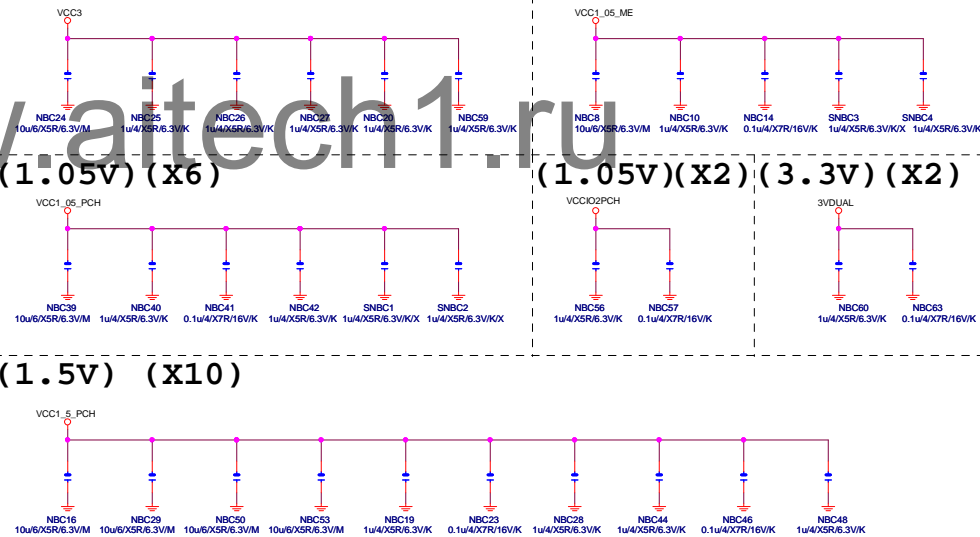 VCC3
VCC1_05_ME
NBC24 NBC25 NBC26 NBC27 NBC20 NBC59 NBC8 NBC10 NBC14 SNBC3 SNBC4
10u/6/X5R/6.3V/M 1u/4/X5R/6.3V/K 1u/4/X5R/6.3V/K 1u/4/X5R/6.3V/K 1u/4/X5R/6.3V/K 1u/4/X5R/6.3V/K 10u/6/X5R/6.3V/M 1u/4/X5R/6.3V/K 0.1u/4/X7R/16V/K 1u/4/X5R/6.3V/K/X 1u/4/X5R/6.3V/K
.aitech1.ru
(1.05V)(X6) (1.05V)(X2) (3.3V)(X2)
VCC1_05_PCH VCCIO2PCH 3VDUAL
NBC39 NBC40 NBC41 NBC42 SNBC1 SNBC2 NBC56 NBC57 NBC60 NBC63
10u/6/X5R/6.3V/M 1u/4/X5R/6.3V/K 0.1u/4/X7R/16V/K 1u/4/X5R/6.3V/K 1u/4/X5R/6.3V/K/X 1u/4/X5R/6.3V/K/X 1u/4/X5R/6.3V/K 0.1u/4/X7R/16V/K 1u/4/X5R/6.3V/K 0.1u/4/X7R/16V/K
(1.5V) (X10)
VCC1_5_PCH
NBC16 NBC29 NBC50 NBC53 NBC19 NBC23 NBC28 NBC44 NBC46 NBC48
10u/6/X5R/6.3V/M 10u/6/X5R/6.3V/M 10u/6/X5R/6.3V/M 10u/6/X5R/6.3V/M 1u/4/X5R/6.3V/K 0.1u/4/X7R/16V/K 1u/4/X5R/6.3V/K 1u/4/X5R/6.3V/K 0.1u/4/X7R/16V/K 1u/4/X5R/6.3V/K